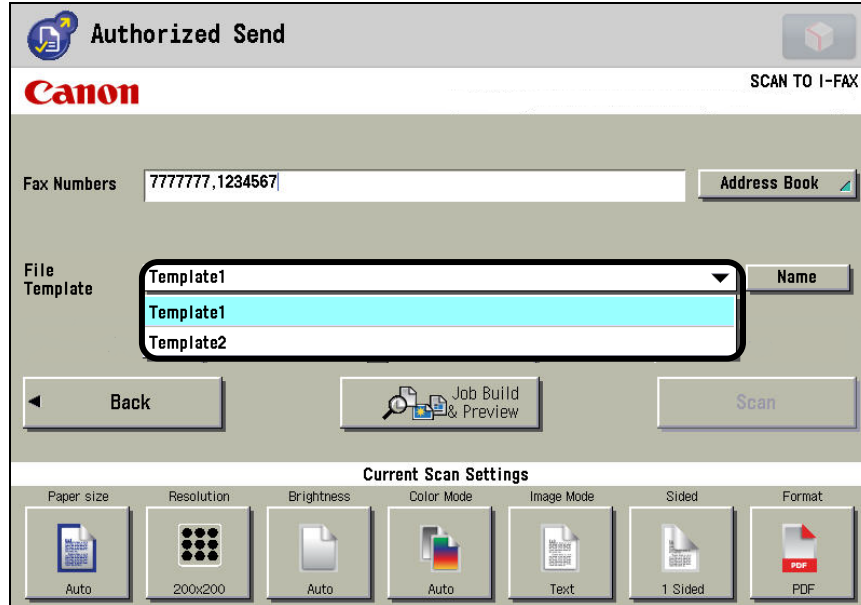 Authorized Send
Canon
SCAN TO I-FAX
Fax Numbers
7777777,1234567
Address Book
File
Template
Template1
Name
Template1
Template2
Back
Job Build
& Preview
Scan
Current Scan Settings
Paper size
Resolution
Brightness
Color Mode
Image Mode
Sided
Format
PDF
Auto
200x200
Auto
Auto
Text
1 Sided
PDF